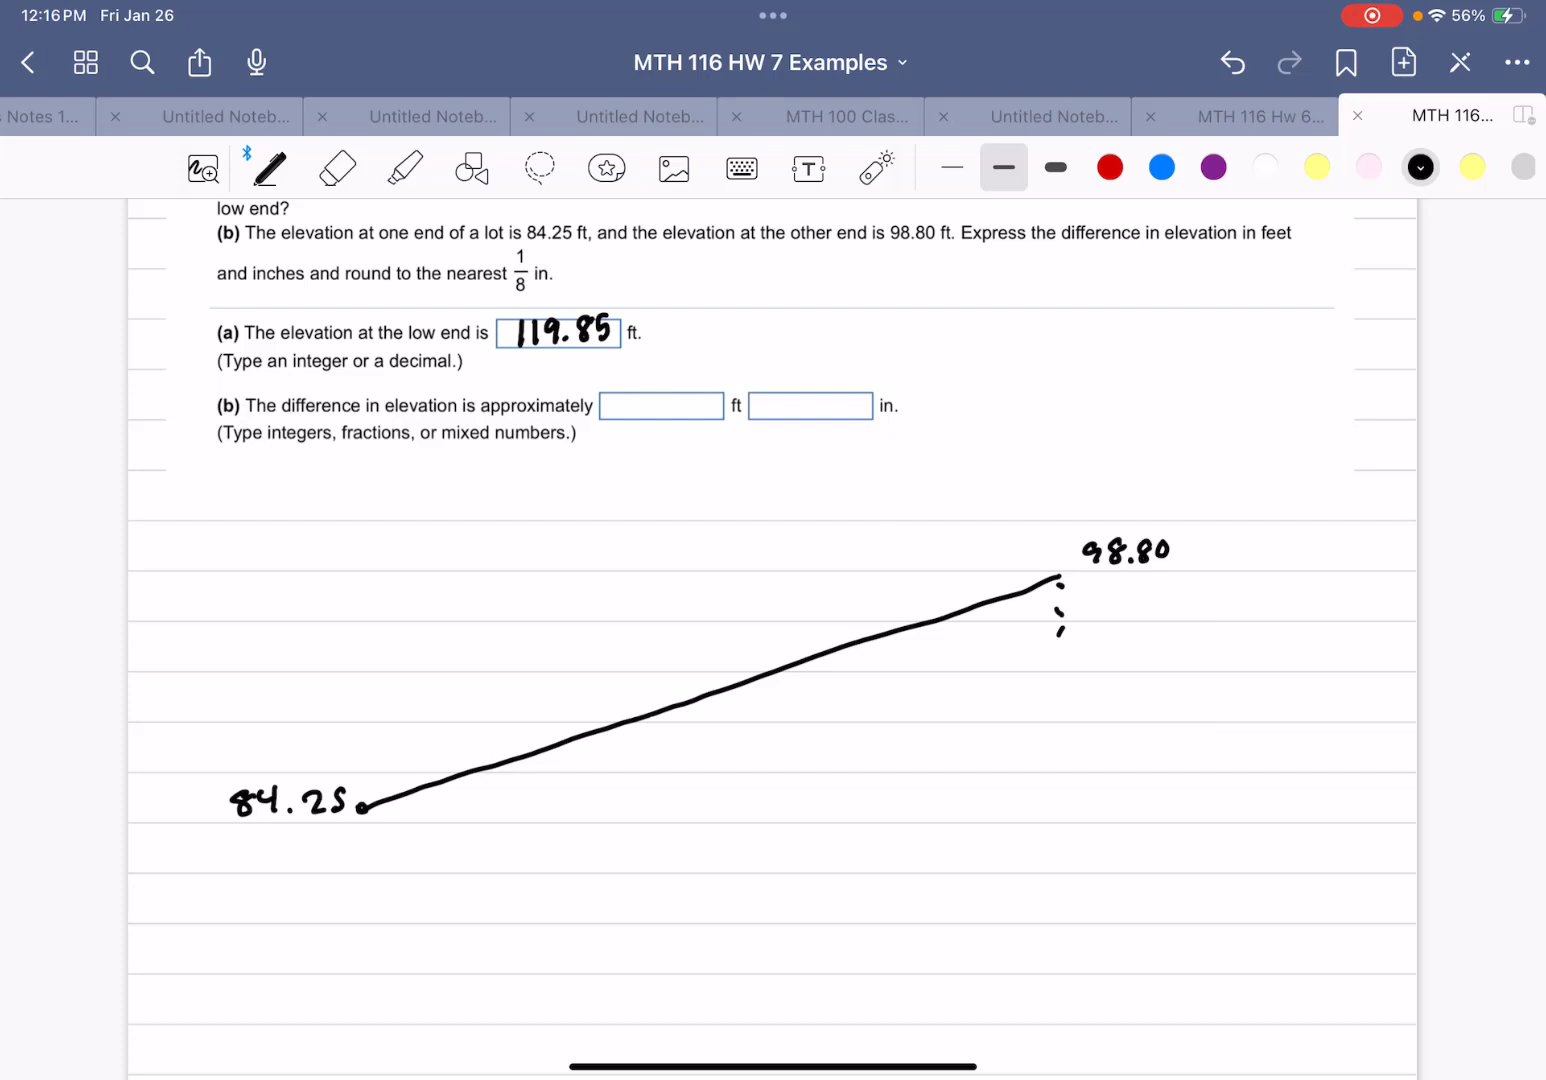 12:16 PM Fri Jan 26
56%
MTH 116 HW 7 Examples
Notes 1...
Untitled Noteb...
Untitled Noteb...
Untitled Noteb...
MTH 100 Clas...
Untitled Noteb...
MTH 116 Hw 6...
MTH 116...
T
low end?
(b) The elevation at one end of a lot is 84.25 ft, and the elevation at the other end is 98.80 ft. Express the difference in elevation in feet
and inches and round to the nearest 1/8 in.
(a) The elevation at the low end is 119.85 ft.
(Type an integer or a decimal.)
(b) The difference in elevation is approximately ft in.
(Type integers, fractions, or mixed numbers.)
98.80
84.25